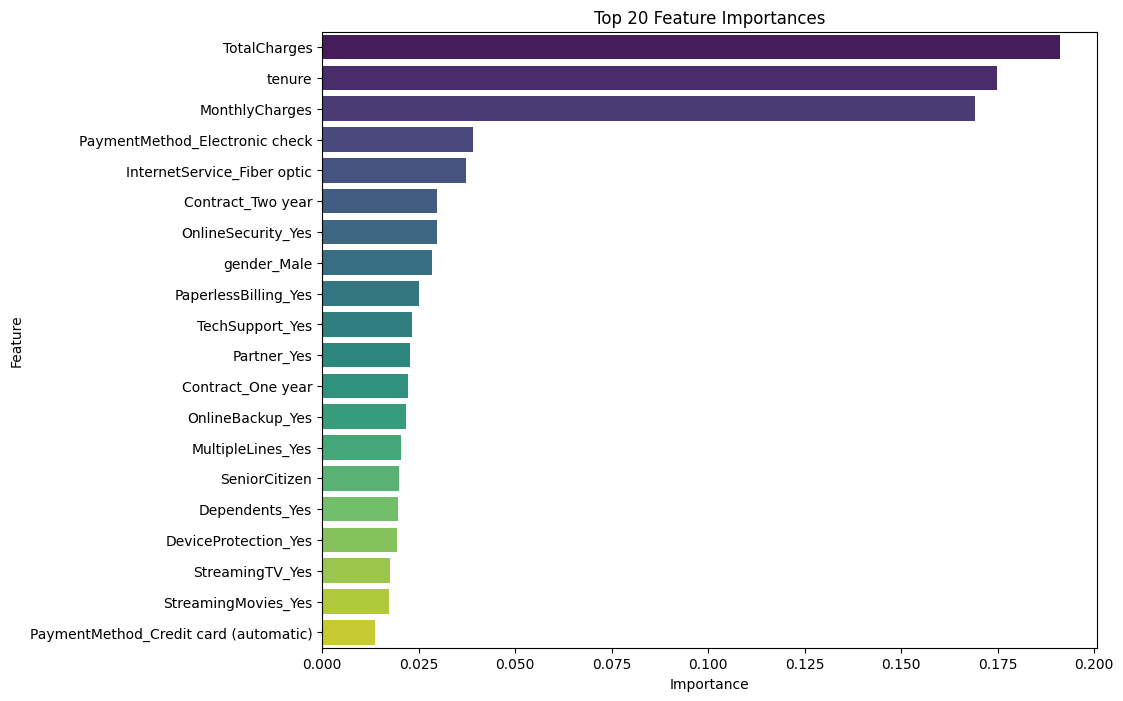 Top 20 Feature Importances
TotalCharges
tenure
MonthlyCharges
PaymentMethod_Electronic check
InternetService_Fiber optic
Contract_Two year
OnlineSecurity_Yes
gender_Male
PaperlessBilling_Yes
TechSupport_Yes
Partner_Yes
Contract_One year
OnlineBackup_Yes
MultipleLines_Yes
SeniorCitizen
Dependents_Yes
DeviceProtection_Yes
StreamingTV_Yes
StreamingMovies_Yes
PaymentMethod_Credit card (automatic)
Feature
0.000 0.025 0.050 0.075 0.100 0.125 0.150 0.175 0.200
Importance